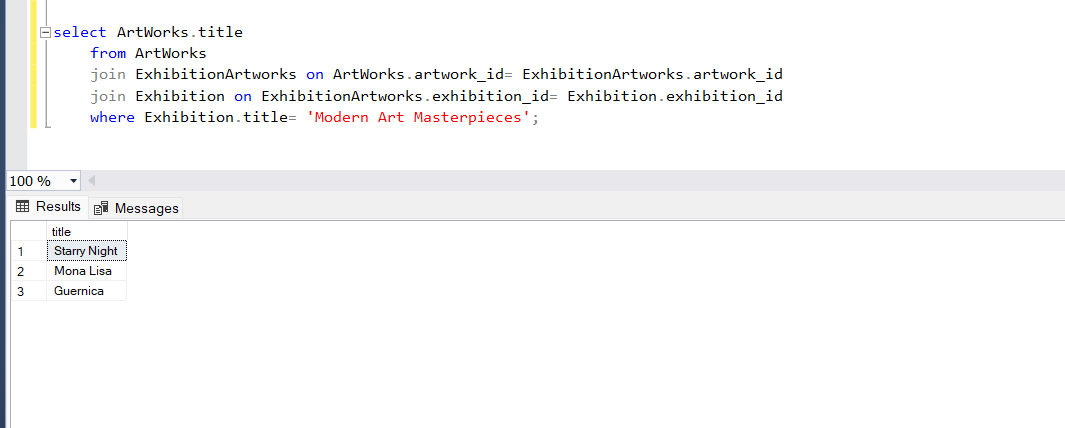 select ArtWorks.title
from ArtWorks
join ExhibitionArtworks on ArtWorks.artwork_id= ExhibitionArtworks.artwork_id
join Exhibition on ExhibitionArtworks.exhibition_id= Exhibition.exhibition_id
where Exhibition.title= 'Modern Art Masterpieces';
100 %
Results Messages
title
1 Starry Night
2 Mona Lisa
3 Guernica